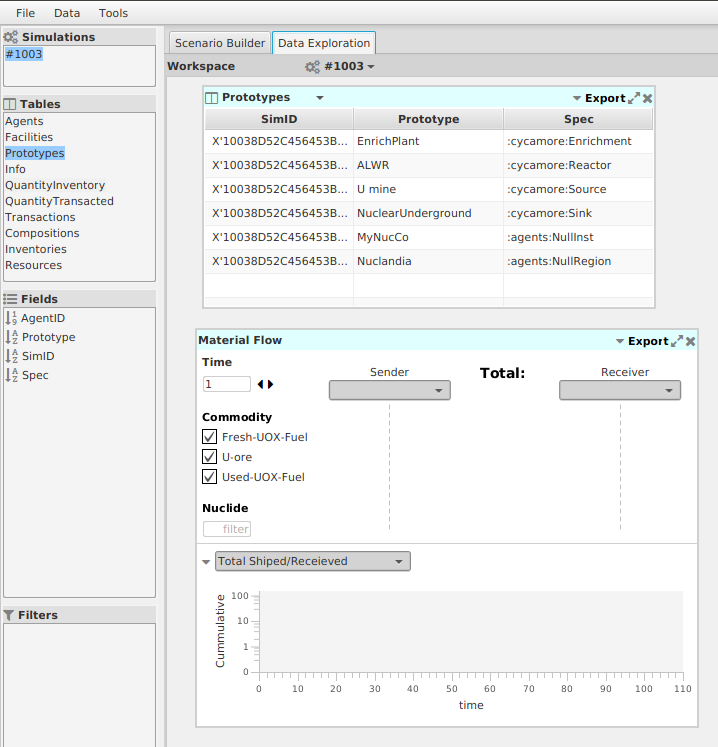 File Data Tools
Simulations
#1003
Tables
Agents
Facilities
Prototypes
Info
QuantityInventory
QuantityTransacted
Transactions
Compositions
Inventories
Resources
Fields
AgentID
Prototype
SimID
Spec
Filters
Scenario Builder Data Exploration
Workspace #1003
Prototypes Export
SimID Prototype Spec
X'10038D52C456453B... EnrichPlant :cycamore:Enrichment
X'10038D52C456453B... ALWR :cycamore:Reactor
X'10038D52C456453B... U mine :cycamore:Source
X'10038D52C456453B... NuclearUnderground :cycamore:Sink
X'10038D52C456453B... MyNucCo :agents:NullInst
X'10038D52C456453B... Nuclandia :agents:NullRegion
Material Flow Export
Time
1
Sender Total: Receiver
Commodity
Fresh-UOX-Fuel
U-ore
Used-UOX-Fuel
Nuclide
filter
Total Shiped/Receieved
Cummulative
100
10
1
0
0 10 20 30 40 50 60 70 80 90 100 110
time